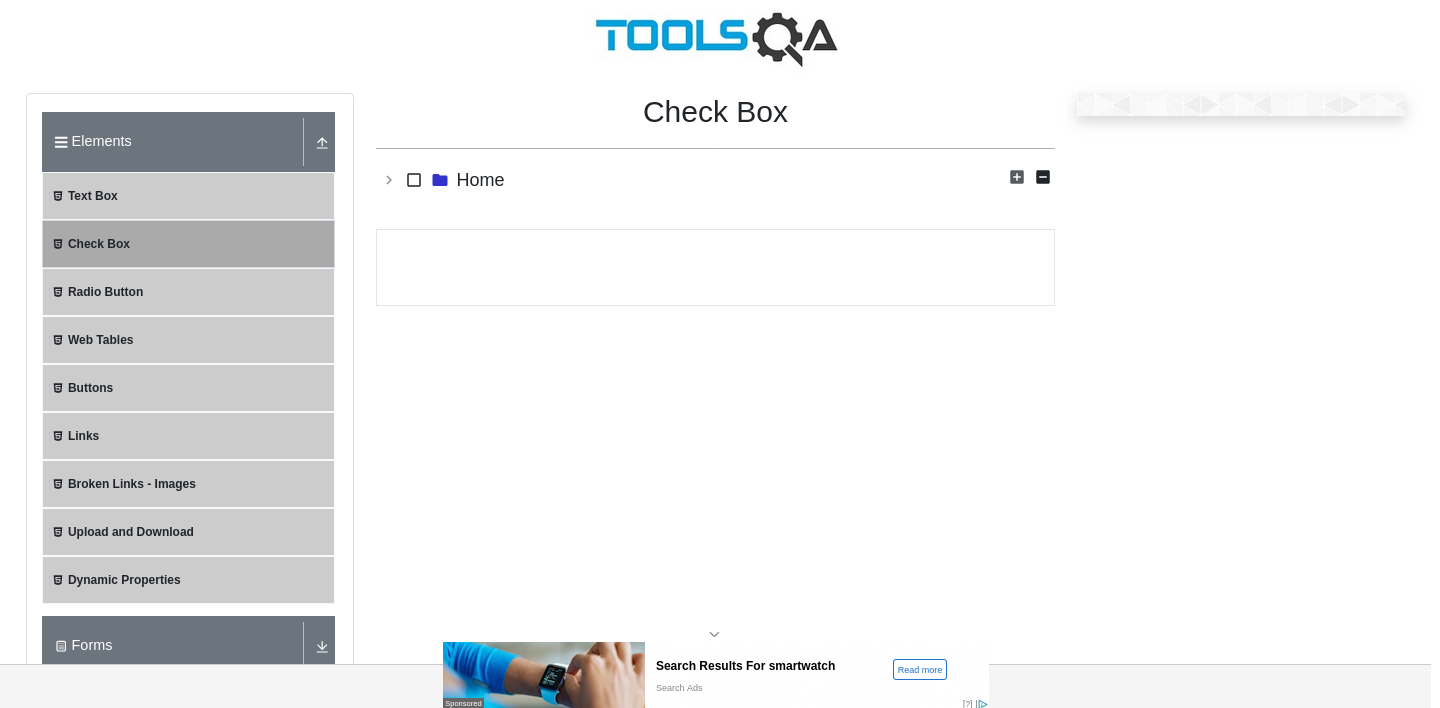 TOOLSQA
Check Box
Elements
Text Box
Check Box
Radio Button
Web Tables
Buttons
Links
Broken Links - Images
Upload and Download
Dynamic Properties
Forms
Home
Search Results For smartwatch
Read more
Search Ads
Sponsored
[?]